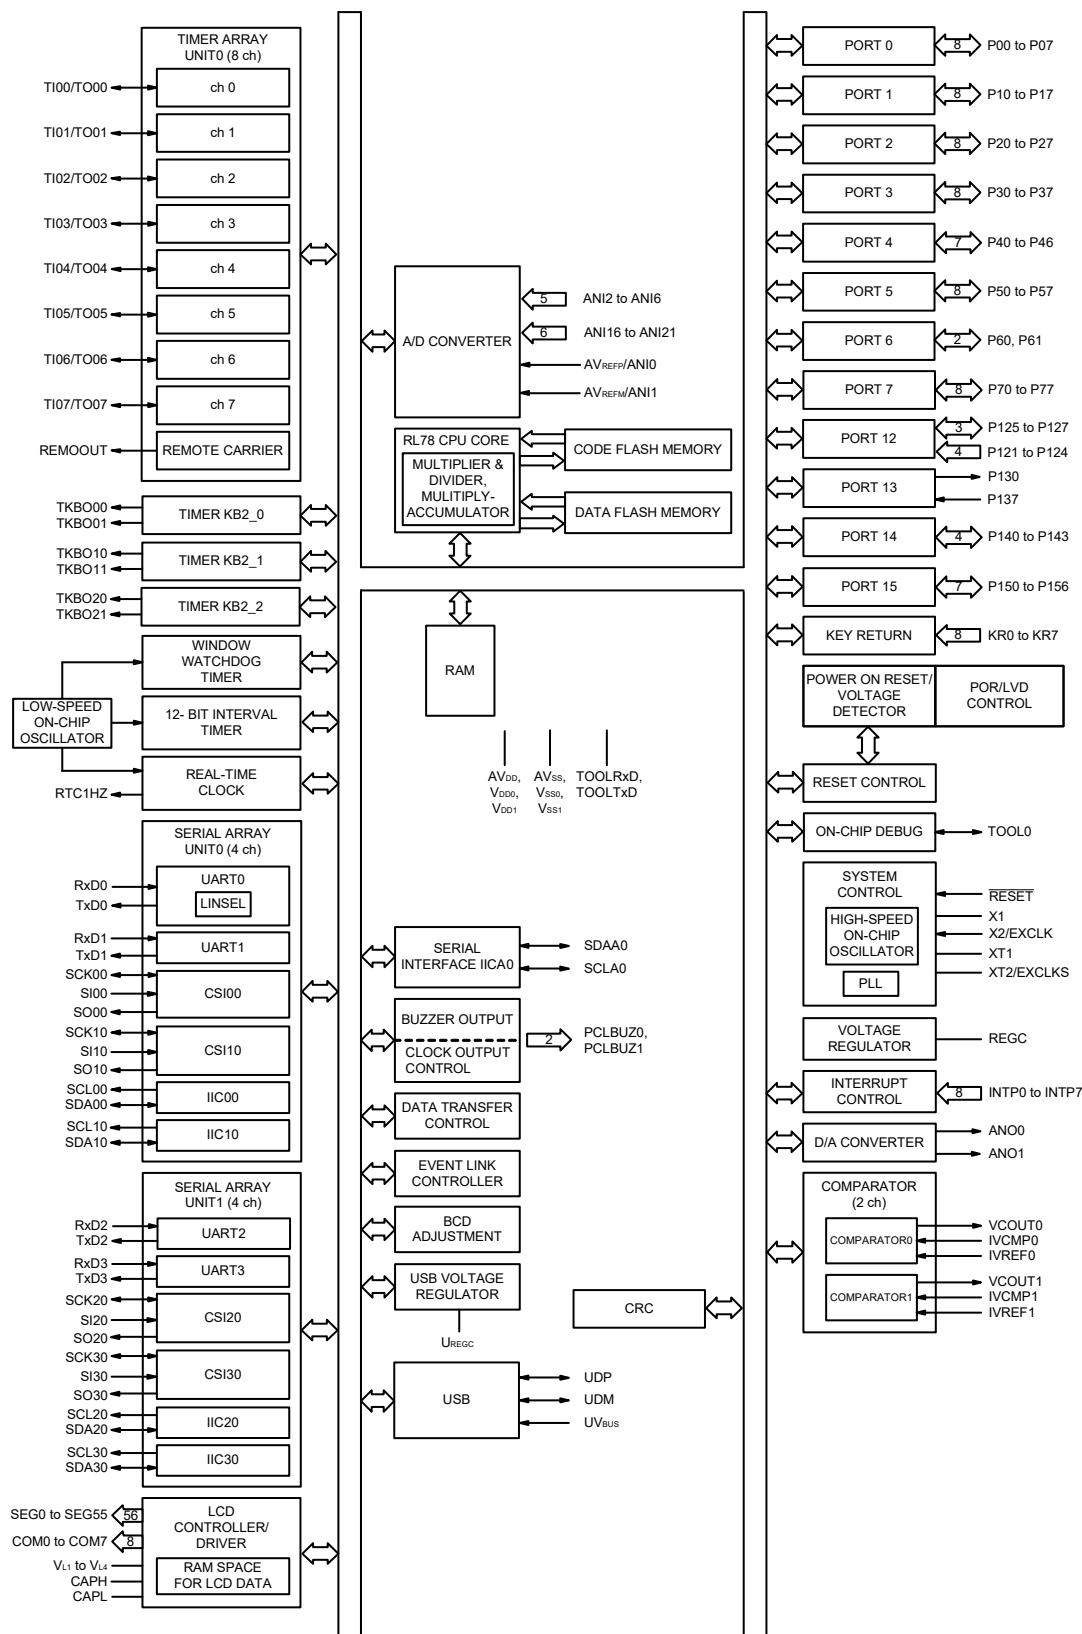 TIMER ARRAY
UNIT0 (8 ch)
TI00/TO00
ch 0
TI01/TO01
ch 1
TI02/TO02
ch 2
TI03/TO03
ch 3
TI04/TO04
ch 4
TI05/TO05
ch 5
TI06/TO06
ch 6
TI07/TO07
ch 7
REMOOUT
REMOTE CARRIER
TKBO00
TKBO01
TIMER KB2_0
TKBO10
TKBO11
TIMER KB2_1
TKBO20
TKBO21
TIMER KB2_2
WINDOW
WATCHDOG
TIMER
LOW-SPEED
ON-CHIP
OSCILLATOR
12- BIT INTERVAL
TIMER
REAL-TIME
CLOCK
RTC1HZ
SERIAL ARRAY
UNIT0 (4 ch)
RxD0
TxD0
UART0
LINSEL
RxD1
TxD1
UART1
SCK00
SI00
SO00
CSI00
SCK10
SI10
SO10
CSI10
SCL00
SDA00
IIC00
SCL10
SDA10
IIC10
SERIAL ARRAY
UNIT1 (4 ch)
RxD2
TxD2
UART2
RxD3
TxD3
UART3
SCK20
SI20
SO20
CSI20
SCK30
SI30
SO30
CSI30
SCL20
SDA20
IIC20
SCL30
SDA30
IIC30
SEG0 to SEG55
56
COM0 to COM7
8
VL1 to VL4
CAPH
CAPL
LCD
CONTROLLER/
DRIVER
RAM SPACE
FOR LCD DATA
A/D CONVERTER
5
ANI2 to ANI6
6
ANI16 to ANI21
AVREFP/ANI0
AVREFM/ANI1
RL78 CPU CORE
MULTIPLIER &
DIVIDER,
MULITIPLY-
ACCUMULATOR
CODE FLASH MEMORY
DATA FLASH MEMORY
RAM
AVDD,
VDD0,
VDD1
AVSS,
VSS0,
VSS1
TOOLRxD,
TOOLTxD
SERIAL
INTERFACE IICA0
SDAA0
SCLA0
BUZZER OUTPUT
CLOCK OUTPUT
CONTROL
2
PCLBUZ0,
PCLBUZ1
DATA TRANSFER
CONTROL
EVENT LINK
CONTROLLER
BCD
ADJUSTMENT
USB VOLTAGE
REGULATOR
UREGC
CRC
USB
UDP
UDM
UVBUS
PORT 0
8
P00 to P07
PORT 1
8
P10 to P17
PORT 2
8
P20 to P27
PORT 3
8
P30 to P37
PORT 4
7
P40 to P46
PORT 5
8
P50 to P57
PORT 6
2
P60, P61
PORT 7
8
P70 to P77
PORT 12
3
P125 to P127
4
P121 to P124
PORT 13
P130
P137
PORT 14
4
P140 to P143
PORT 15
7
P150 to P156
KEY RETURN
8
KR0 to KR7
POWER ON RESET/
VOLTAGE
DETECTOR
POR/LVD
CONTROL
RESET CONTROL
ON-CHIP DEBUG
TOOL0
SYSTEM
CONTROL
HIGH-SPEED
ON-CHIP
OSCILLATOR
PLL
RESET
X1
X2/EXCLK
XT1
XT2/EXCLKS
VOLTAGE
REGULATOR
REGC
INTERRUPT
CONTROL
8
INTP0 to INTP7
D/A CONVERTER
ANO0
ANO1
COMPARATOR
(2 ch)
COMPARATOR0
VCOUT0
IVCMP0
IVREF0
COMPARATOR1
VCOUT1
IVCMP1
IVREF1